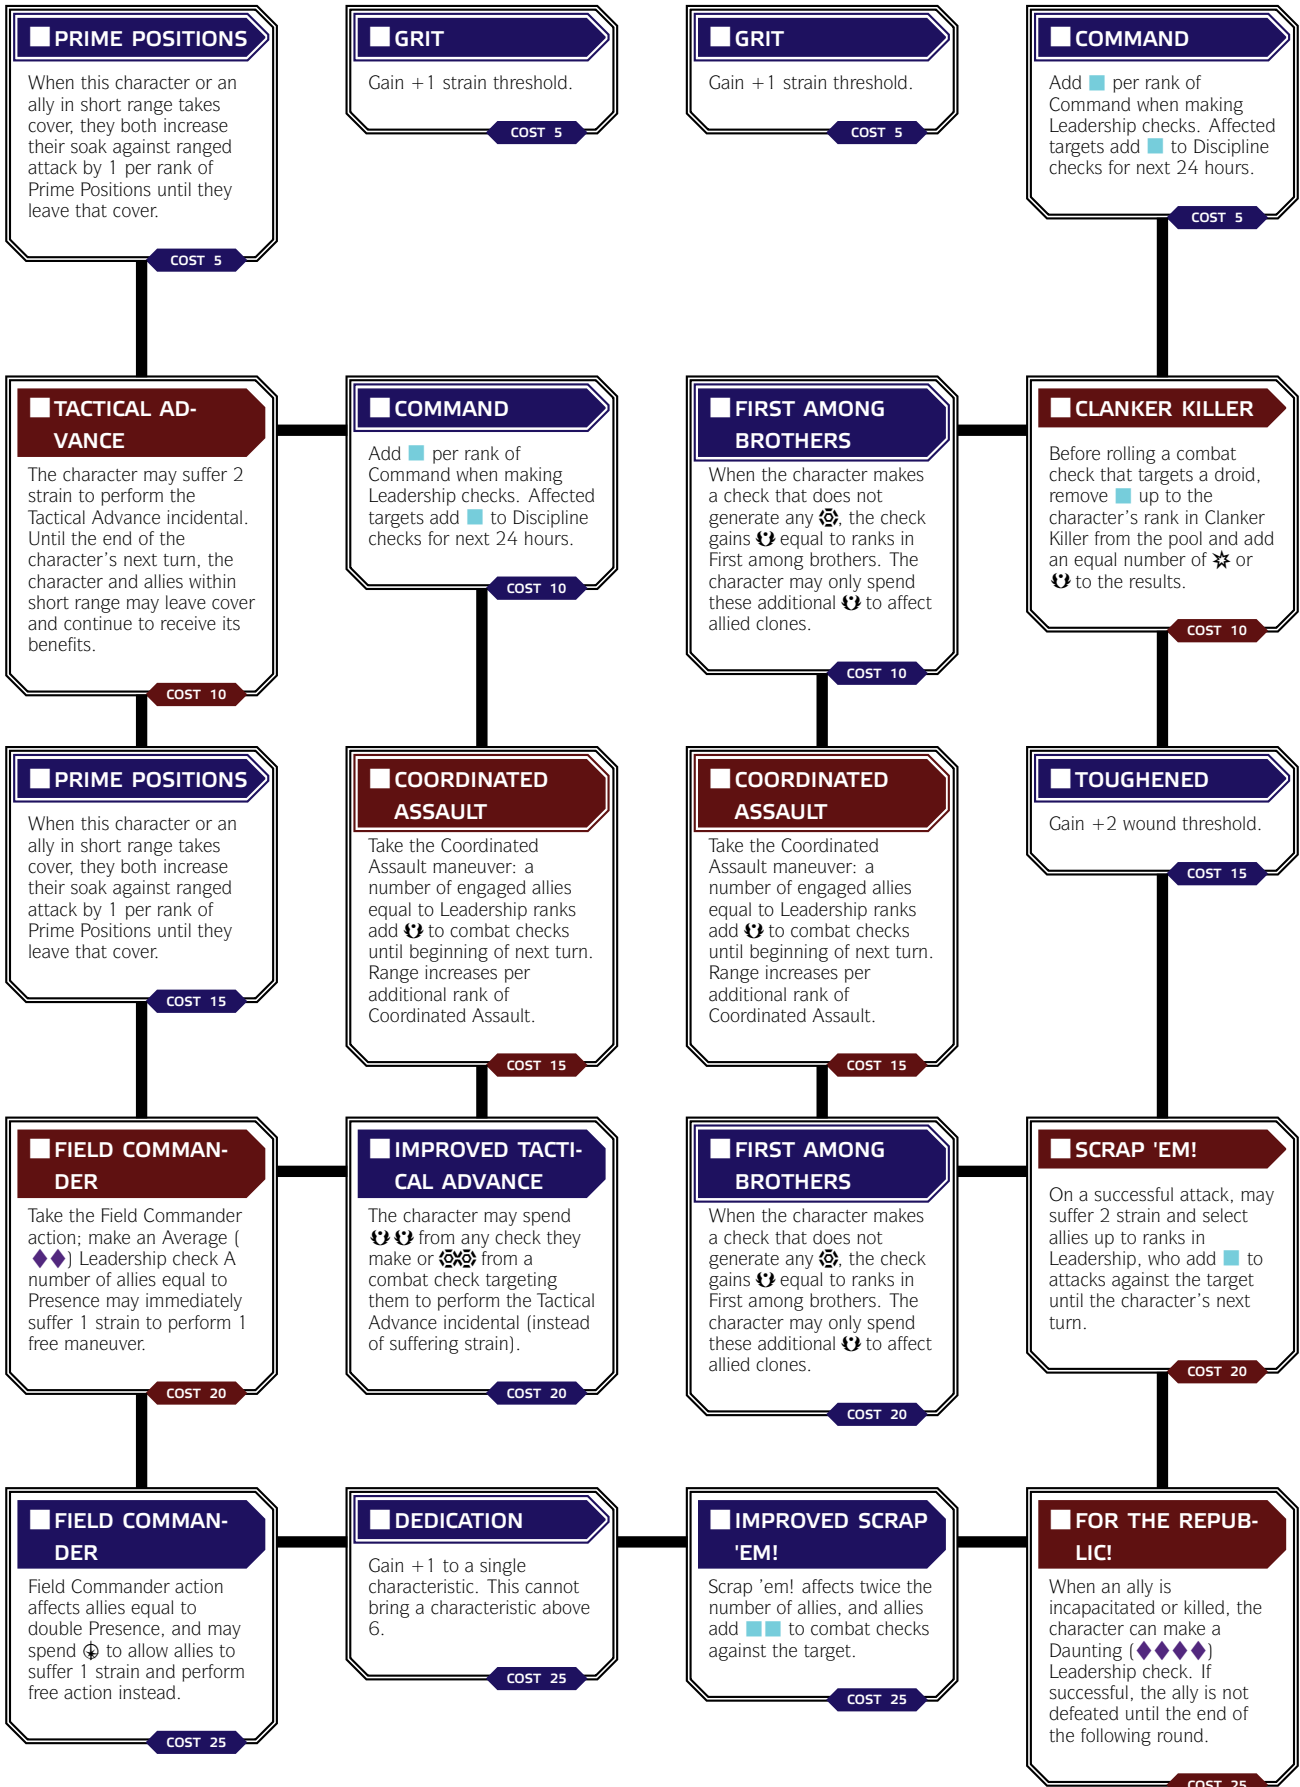 PRIME POSITIONS
When this character or an
ally in short range takes
cover, they both increase
their soak against ranged
attack by 1 per rank of
Prime Positions until they
leave that cover.
COST 5
GRIT
Gain +1 strain threshold.
COST 5
GRIT
Gain +1 strain threshold.
COST 5
COMMAND
Add per rank of
Command when making
Leadership checks. Affected
targets add to Discipline
checks for next 24 hours.
COST 5
TACTICAL AD-
VANCE
The character may suffer 2
strain to perform the
Tactical Advance incidental.
Until the end of the
character's next turn, the
character and allies within
short range may leave cover
and continue to receive its
benefits.
COST 10
COMMAND
Add per rank of
Command when making
Leadership checks. Affected
targets add to Discipline
checks for next 24 hours.
COST 10
FIRST AMONG
BROTHERS
When the character makes
a check that does not
generate any , the check
gains equal to ranks in
First among brothers. The
character may only spend
these additional to affect
allied clones.
COST 10
CLANKER KILLER
Before rolling a combat
check that targets a droid,
remove up to the
character's rank in Clanker
Killer from the pool and add
an equal number of or
to the results.
COST 10
PRIME POSITIONS
When this character or an
ally in short range takes
cover, they both increase
their soak against ranged
attack by 1 per rank of
Prime Positions until they
leave that cover.
COST 15
COORDINATED
ASSAULT
Take the Coordinated
Assault maneuver: a
number of engaged allies
equal to Leadership ranks
add to combat checks
until beginning of next turn.
Range increases per
additional rank of
Coordinated Assault.
COST 15
COORDINATED
ASSAULT
Take the Coordinated
Assault maneuver: a
number of engaged allies
equal to Leadership ranks
add to combat checks
until beginning of next turn.
Range increases per
additional rank of
Coordinated Assault.
COST 15
TOUGHENED
Gain +2 wound threshold.
COST 15
FIELD COMMAN-
DER
Take the Field Commander
action; make an Average (
) Leadership check A
number of allies equal to
Presence may immediately
suffer 1 strain to perform 1
free maneuver.
COST 20
IMPROVED TACTI-
CAL ADVANCE
The character may spend
from any check they
make or from a
combat check targeting
them to perform the Tactical
Advance incidental (instead
of suffering strain).
COST 20
FIRST AMONG
BROTHERS
When the character makes
a check that does not
generate any , the check
gains equal to ranks in
First among brothers. The
character may only spend
these additional to affect
allied clones.
COST 20
SCRAP 'EM!
On a successful attack, may
suffer 2 strain and select
allies up to ranks in
Leadership, who add to
attacks against the target
until the character's next
turn.
COST 20
FIELD COMMAN-
DER
Field Commander action
affects allies equal to
double Presence, and may
spend to allow allies to
suffer 1 strain and perform
free action instead.
COST 25
DEDICATION
Gain +1 to a single
characteristic. This cannot
bring a characteristic above
6.
COST 25
IMPROVED SCRAP
'EM!
Scrap 'em! affects twice the
number of allies, and allies
add to combat checks
against the target.
COST 25
FOR THE REPUB-
LIC!
When an ally is
incapacitated or killed, the
character can make a
Daunting (♦♦♦♦)
Leadership check. If
successful, the ally is not
defeated until the end of
the following round.
COST 25